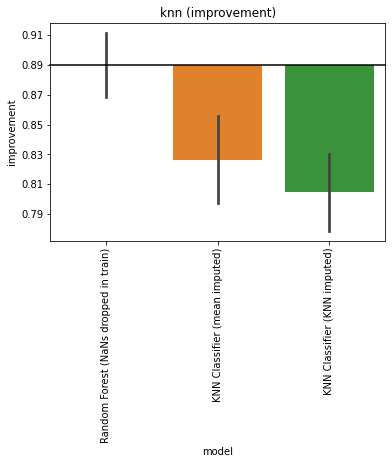 knn (improvement)
0.91
0.89
0.87
0.85
0.83
0.81
0.79
improvement
Random Forest (NaNs dropped in train)
KNN Classifier (mean imputed)
KNN Classifier (KNN imputed)
model